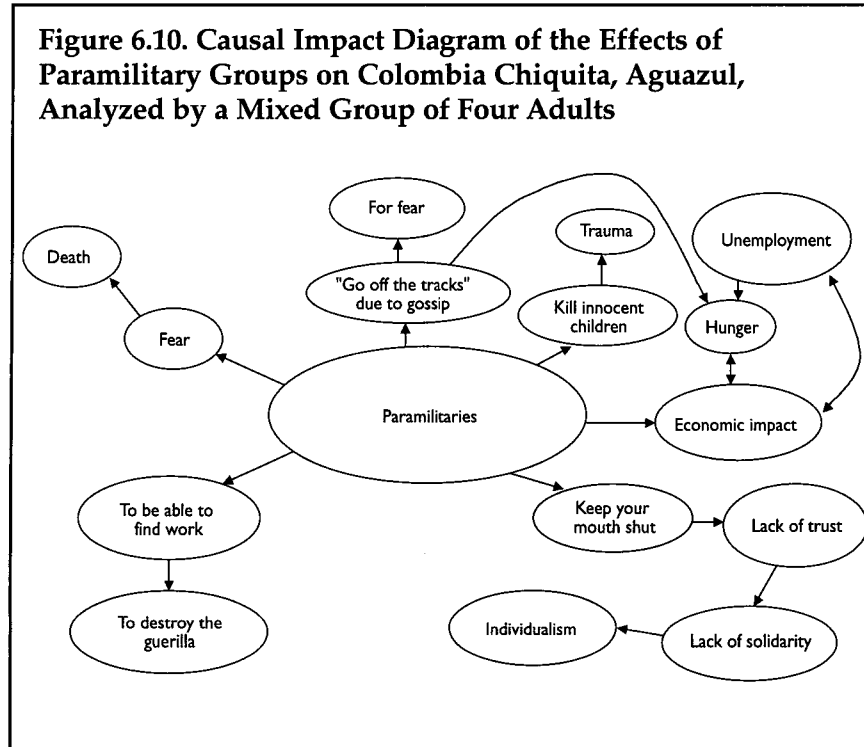 Figure 6.10. Causal Impact Diagram of the Effects of
Paramilitary Groups on Colombia Chiquita, Aguazul,
Analyzed by a Mixed Group of Four Adults
For fear
Trauma
Unemployment
Death
"Go off the tracks"
due to gossip
Kill innocent
children
Hunger
Fear
Paramilitaries
Economic impact
To be able to
find work
Keep your
mouth shut
Lack of trust
To destroy the
guerilla
Individualism
Lack of solidarity